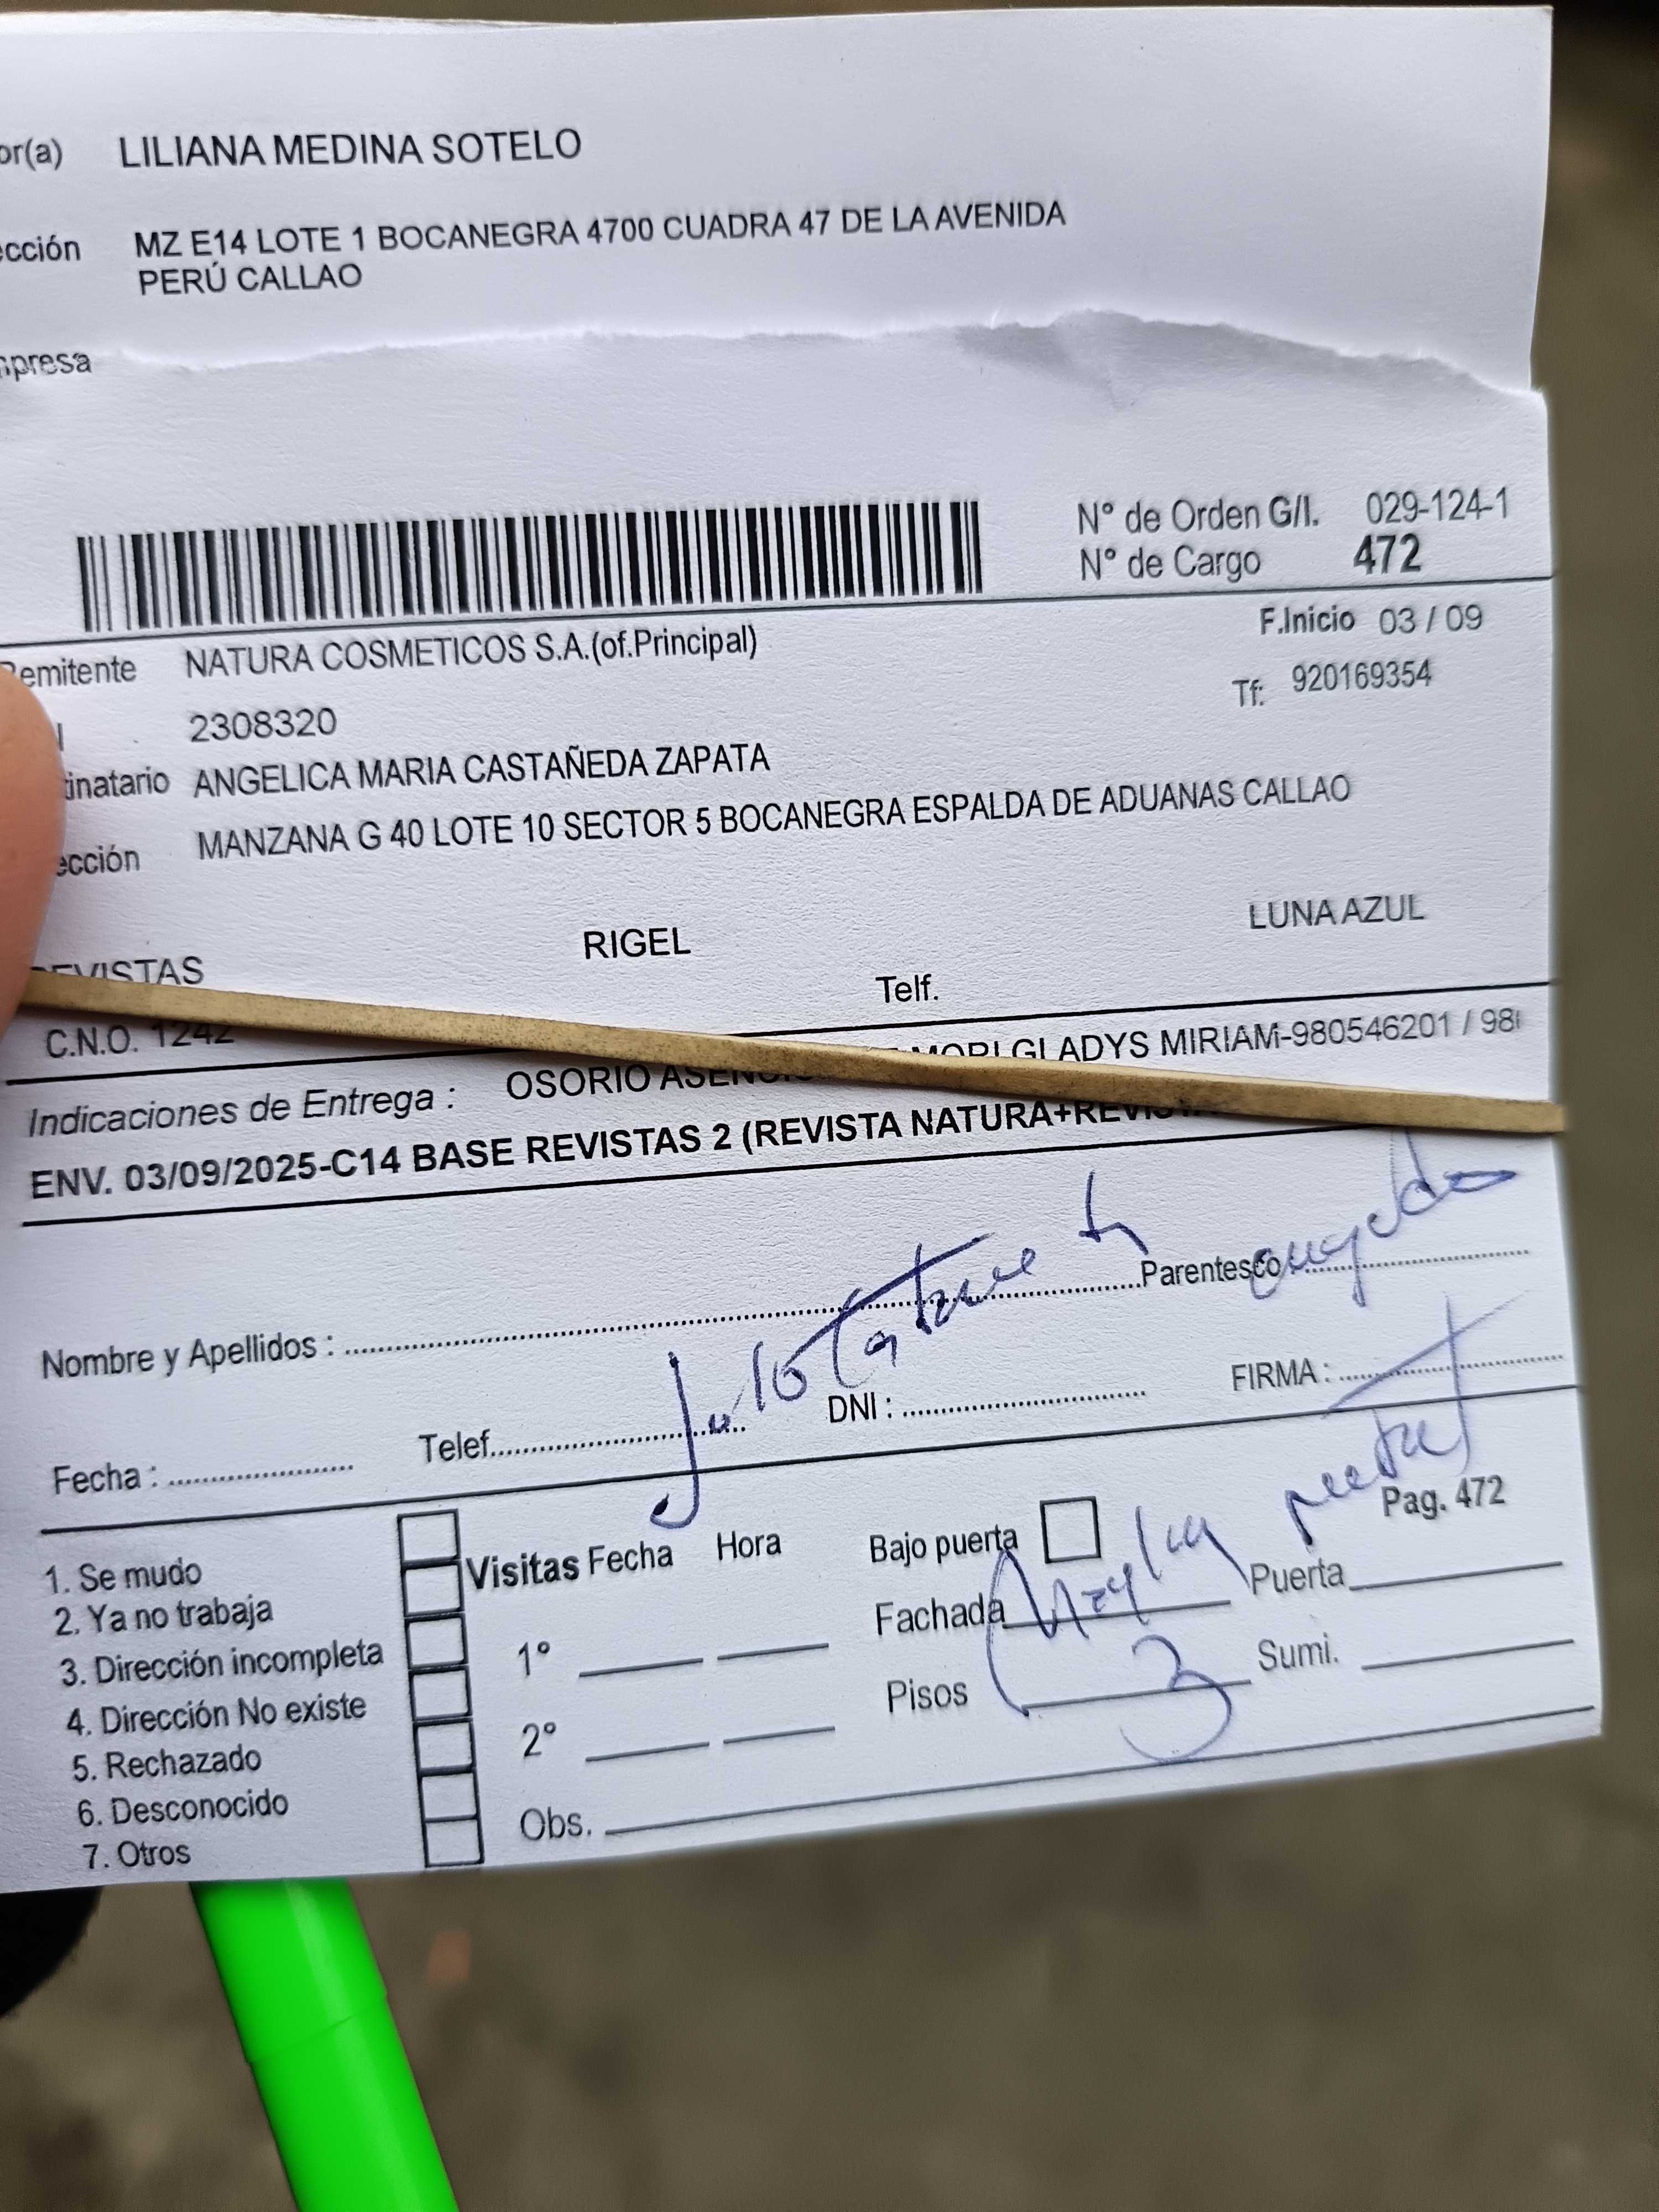 or(a) LILIANA MEDINA SOTELO
cción MZ E14 LOTE 1 BOCANEGRA 4700 CUADRA 47 DE LA AVENIDA
PERÚ CALLAO
presa
N° de Orden G/I. 029-124-1
N° de Cargo 472
F.Inicio 03 / 09
emitente NATURA COSMETICOS S.A.(of.Principal)
Tf: 920169354
2308320
tinatario ANGELICA MARIA CASTAÑEDA ZAPATA
ección MANZANA G 40 LOTE 10 SECTOR 5 BOCANEGRA ESPALDA DE ADUANAS CALLAO
REVISTAS RIGEL LUNA AZUL
Telf.
C.N.O. 1242
Indicaciones de Entrega : OSORIO MORI GLADYS MIRIAM-980546201 / 98
ENV. 03/09/2025-C14 BASE REVISTAS 2 (REVISTA NATURA+
Nombre y Apellidos : Parentesco :
Fecha : Telef. DNI : FIRMA :
Pag. 472
1. Se mudo
2. Ya no trabaja
3. Dirección incompleta
4. Dirección No existe
5. Rechazado
6. Desconocido
7. Otros
Visitas Fecha Hora
1°
2°
Obs.
Bajo puerta
Fachada Puerta
Pisos 3 Sumi.